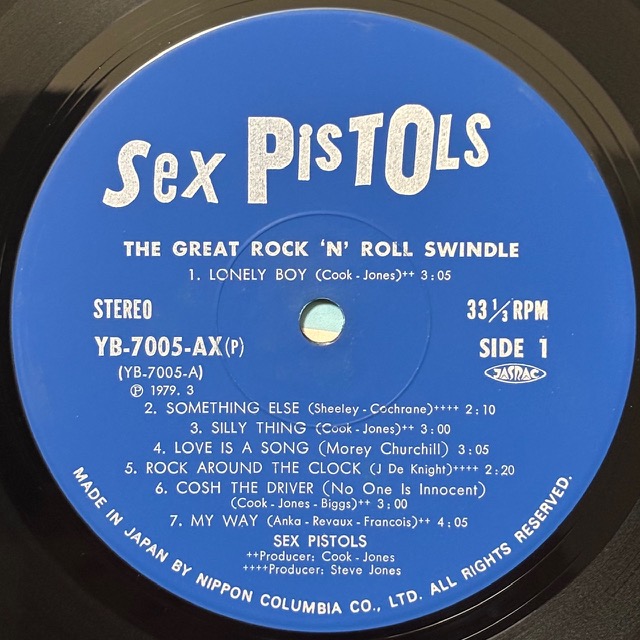 Sex PISTOLS
THE GREAT ROCK 'N' ROLL SWINDLE
1. LONELY BOY (Cook-Jones)++ 3:05
STEREO
33 1/3 RPM
YB-7005-AX(P)
SIDE 1
(YB-7005-A)
JASRAC
Ⓟ 1979. 3
2. SOMETHING ELSE (Sheeley-Cochrane)++++ 2:10
3. SILLY THING (Cook-Jones)++ 3:00
4. LOVE IS A SONG (Morey Churchill) 3:05
5. ROCK AROUND THE CLOCK (J De Knight)++++ 2:20
6. COSH THE DRIVER (No One Is Innocent)
(Cook-Jones-Biggs)++ 3:00
7. MY WAY (Anka-Revaux-Francois)++ 4:05
SEX PISTOLS
++Producer: Cook-Jones
++++Producer: Steve Jones
MADE IN JAPAN BY NIPPON COLUMBIA CO., LTD. ALL RIGHTS RESERVED.